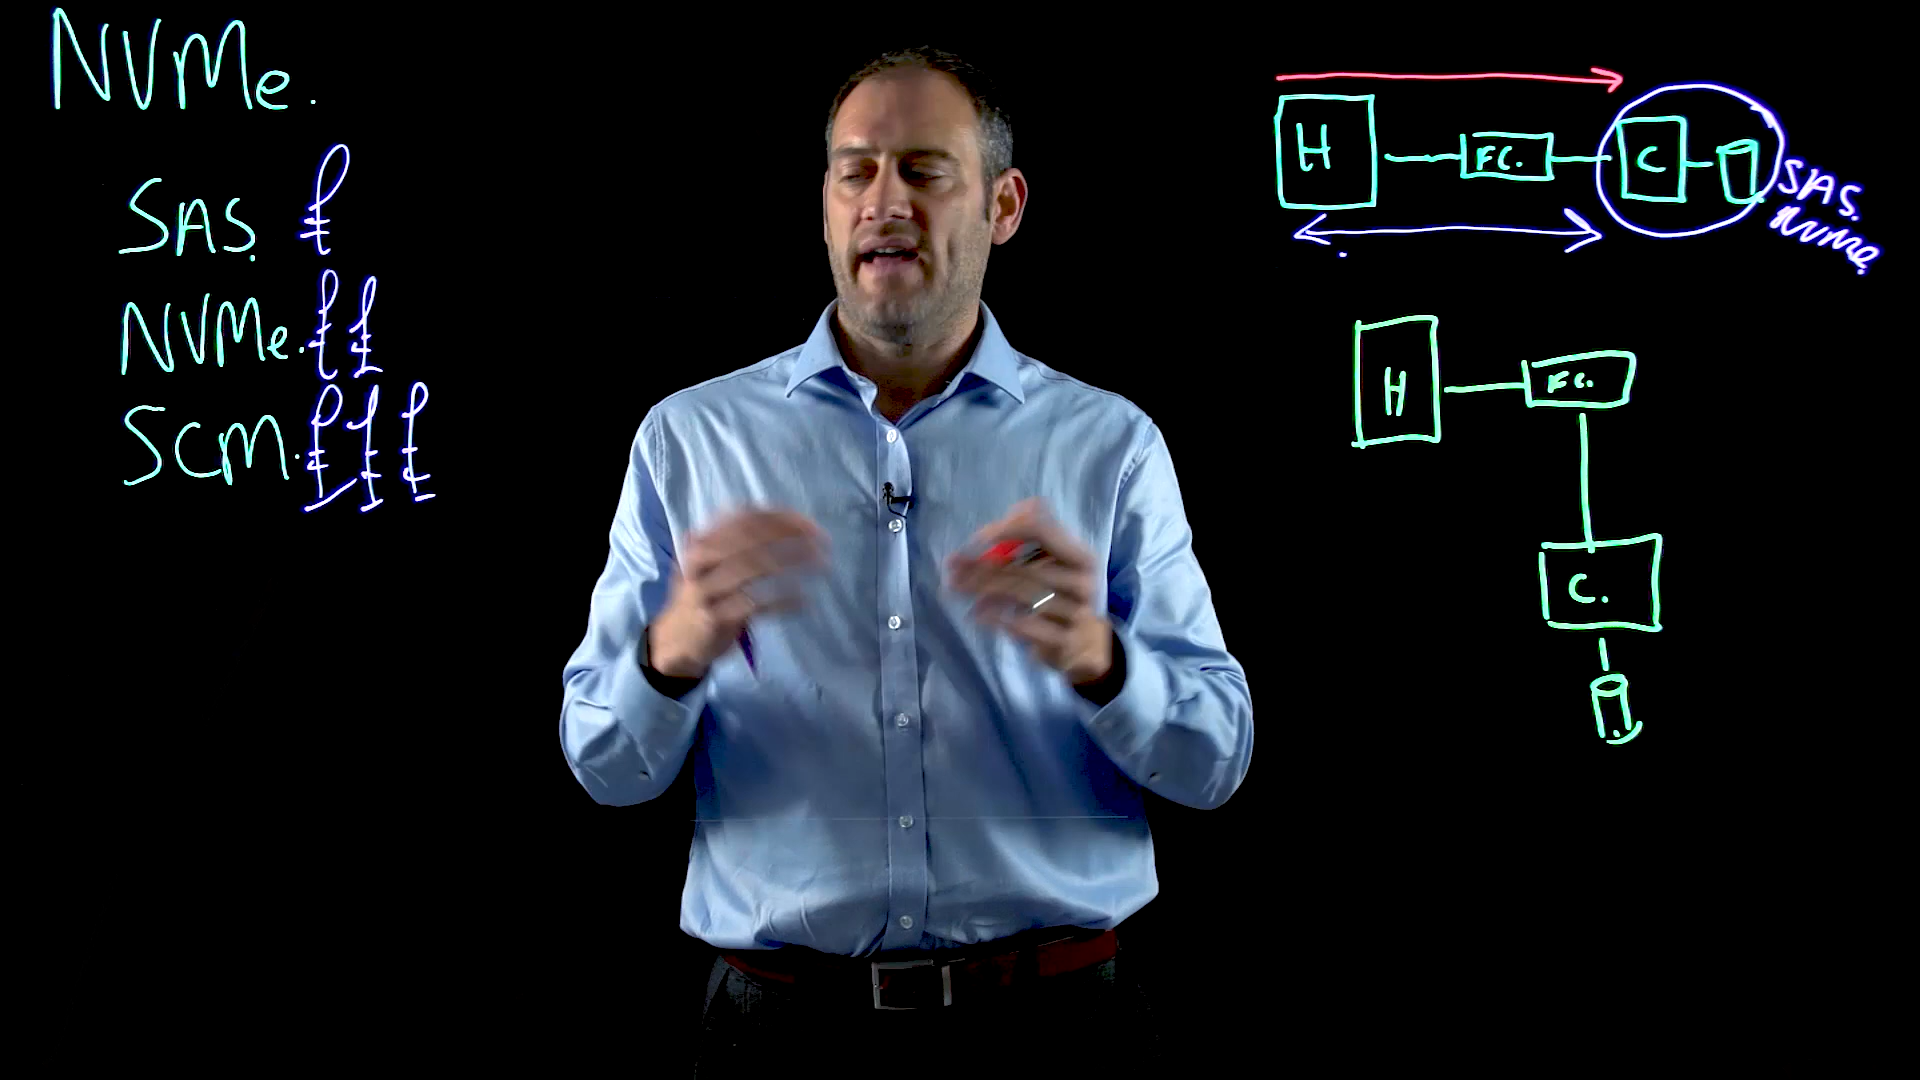 NVMe.
SAS. £
NVMe. £ £
SCM. £ £ £
H FC. C
SAS.
NVMe.
H FC.
C.